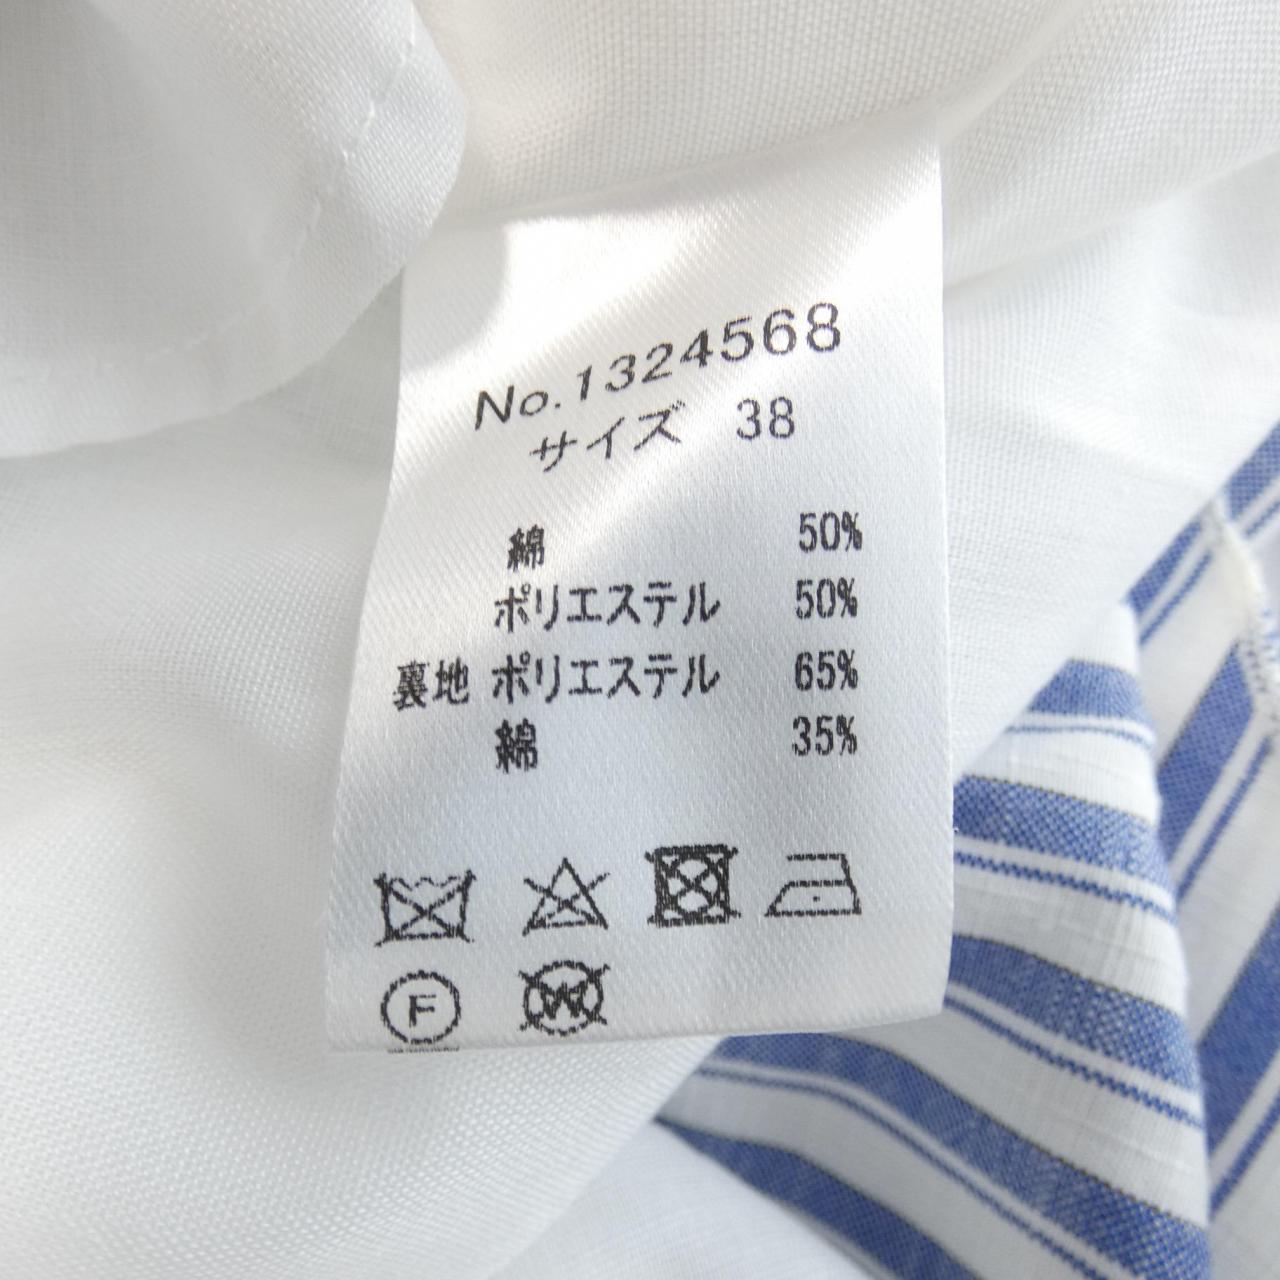 No.1324568
サイズ 38
綿 50%
ポリエステル 50%
裏地 ポリエステル 65%
綿 35%
F
W